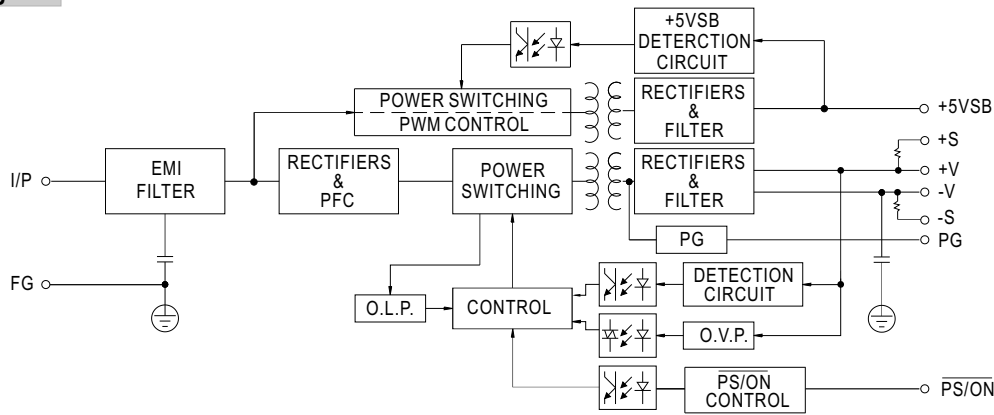 +5VSB
DETERCTION
CIRCUIT
POWER SWITCHING
PWM CONTROL
RECTIFIERS
&
FILTER
+5VSB
+S
I/P
EMI
FILTER
RECTIFIERS
&
PFC
POWER
SWITCHING
RECTIFIERS
&
FILTER
+V
-V
-S
PG
PG
FG
O.L.P.
CONTROL
DETECTION
CIRCUIT
O.V.P.
PS/ON
CONTROL
PS/ON